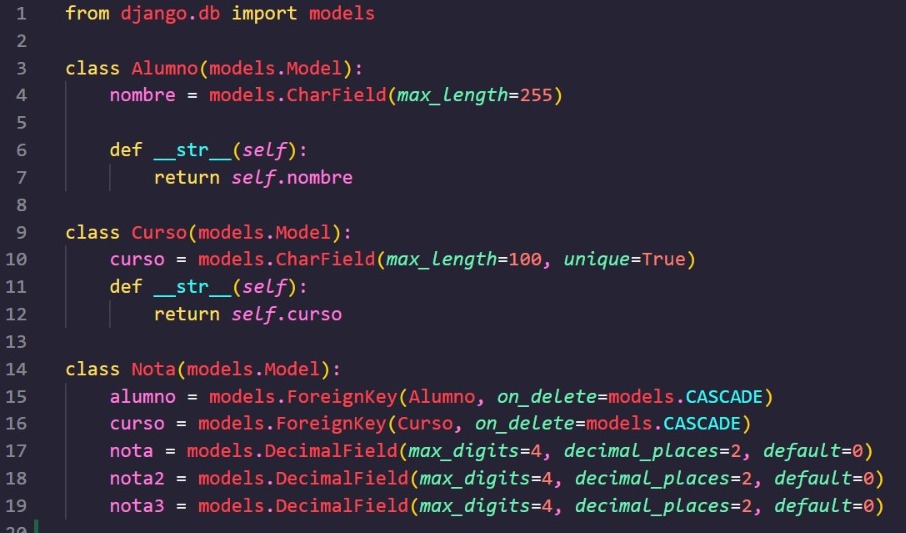 1 from django.db import models
2
3 class Alumno(models.Model):
4     nombre = models.CharField(max_length=255)
5
6     def __str__(self):
7         return self.nombre
8
9 class Curso(models.Model):
10     curso = models.CharField(max_length=100, unique=True)
11     def __str__(self):
12         return self.curso
13
14 class Nota(models.Model):
15     alumno = models.ForeignKey(Alumno, on_delete=models.CASCADE)
16     curso = models.ForeignKey(Curso, on_delete=models.CASCADE)
17     nota = models.DecimalField(max_digits=4, decimal_places=2, default=0)
18     nota2 = models.DecimalField(max_digits=4, decimal_places=2, default=0)
19     nota3 = models.DecimalField(max_digits=4, decimal_places=2, default=0)
20